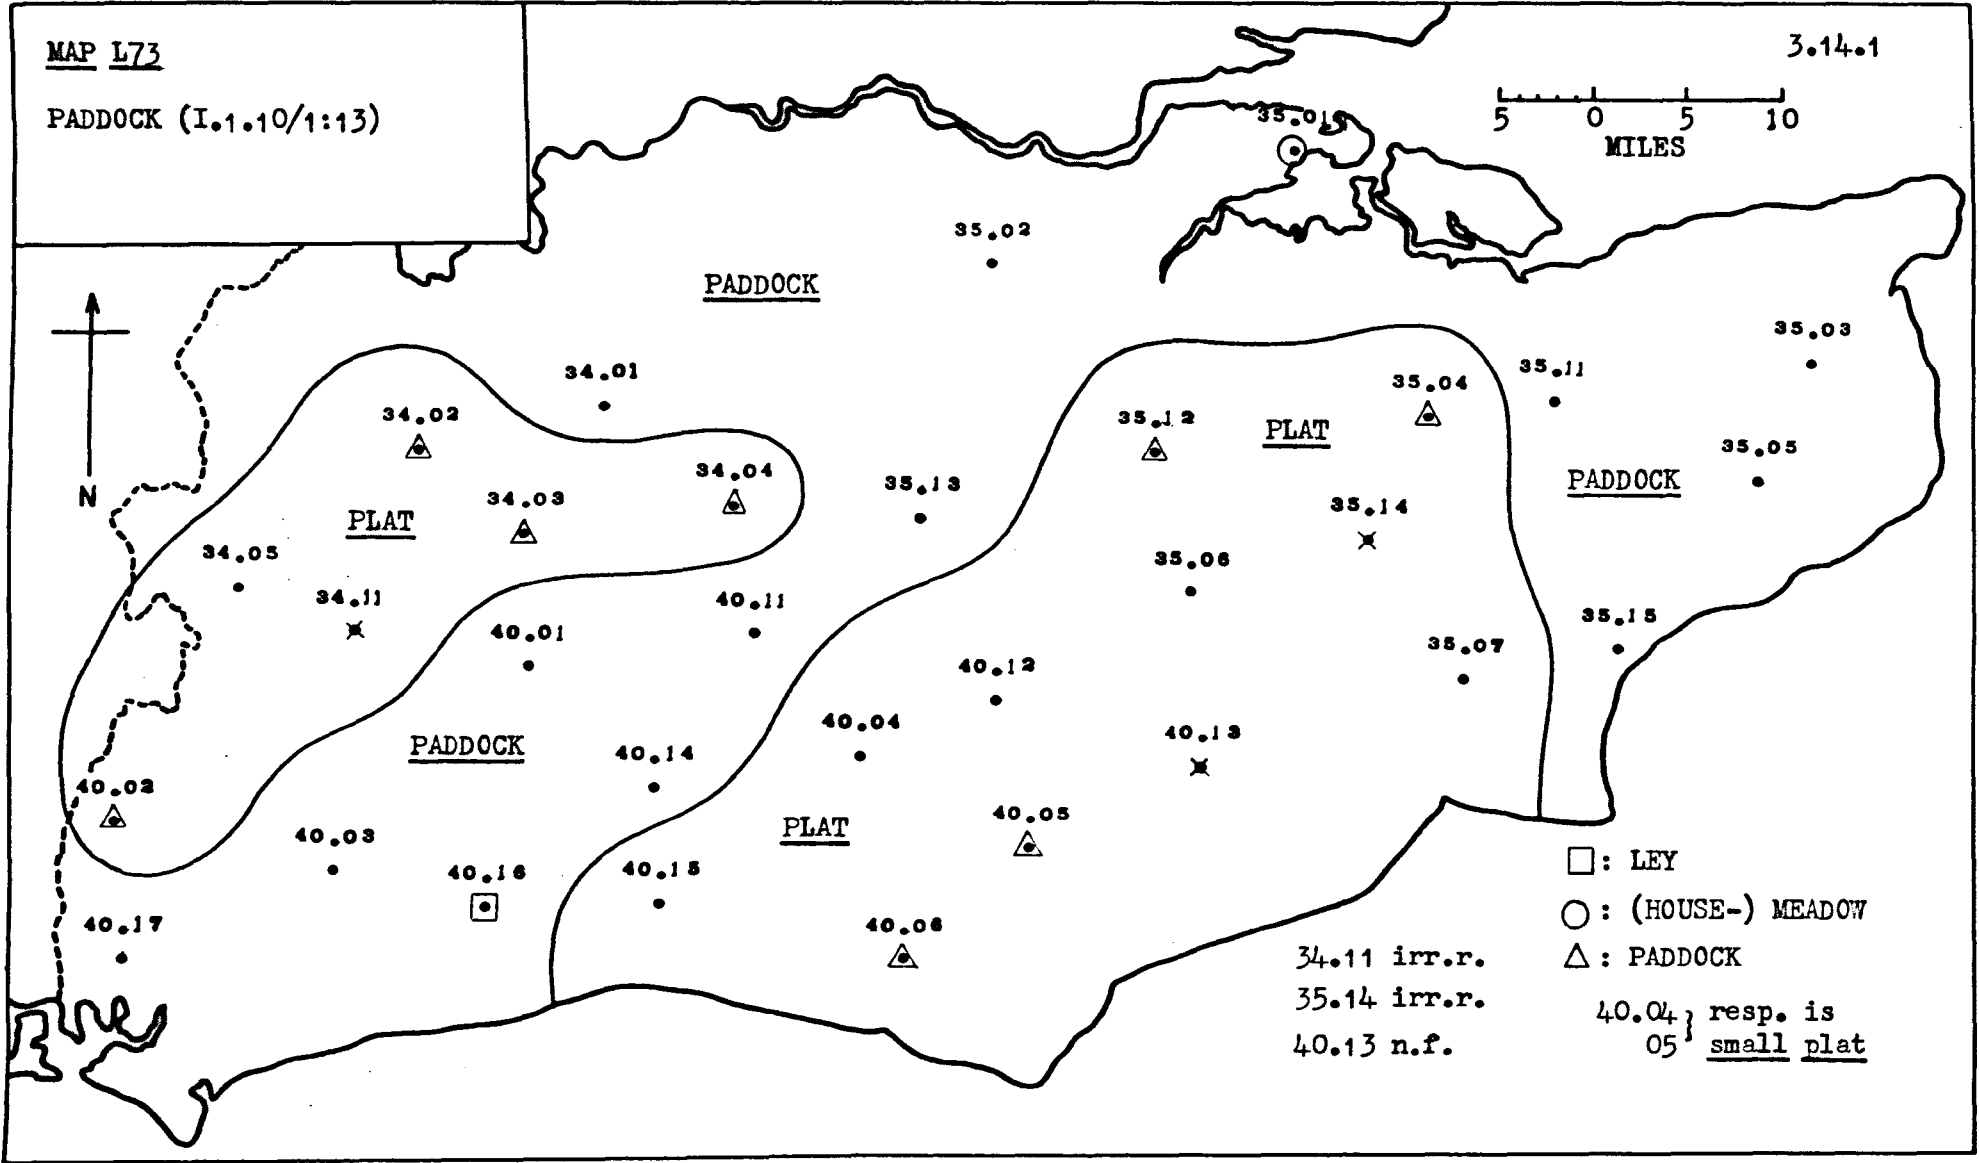 MAP L73
PADDOCK (I.1.10/1:13)
3.14.1
5 0 5 10
MILES
35.01
35.02
PADDOCK
35.03
34.01
35.11
35.04
34.02
35.12
PLAT
35.05
34.04
PADDOCK
35.13
34.03
35.14
N
PLAT
34.05
35.06
34.11
40.11
35.15
40.01
35.07
40.12
40.04
40.13
PADDOCK
40.14
40.02
40.05
PLAT
40.03
40.16
40.15
□: LEY
○: (HOUSE-) MEADOW
40.17
40.06
△: PADDOCK
34.11 irr.r.
35.14 irr.r.
40.13 n.f.
40.04} resp. is
05} small plat